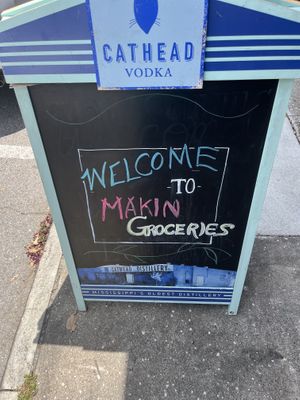 CATHEAD
VODKA
WELCOME
-TO-
MAKIN
GROCERIES
CATHEAD DISTILLERY
MISSISSIPPI'S OLDEST DISTILLERY